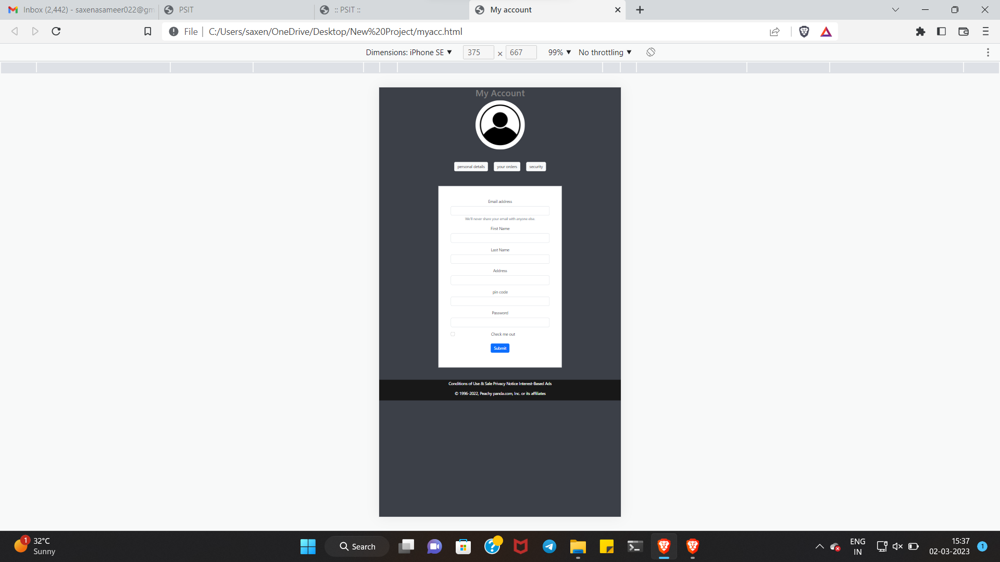 Inbox (2,442) - saxenasameer022@gm
PSIT
:: PSIT ::
My account
File
C:/Users/saxen/OneDrive/Desktop/New%20Project/myacc.html
Dimensions: iPhone SE
375 × 667
99%
No throttling
My Account
personal details
your orders
security
Email address
We'll never share your email with anyone else.
First Name
Last Name
Address
pin code
Password
Check me out
Submit
Conditions of Use & Sale Privacy Notice Interest-Based Ads
© 1996-2022, Peachy panda.com, Inc. or its affiliates
1
32°C
Sunny
Search
ENG
IN
15:37
02-03-2023
1